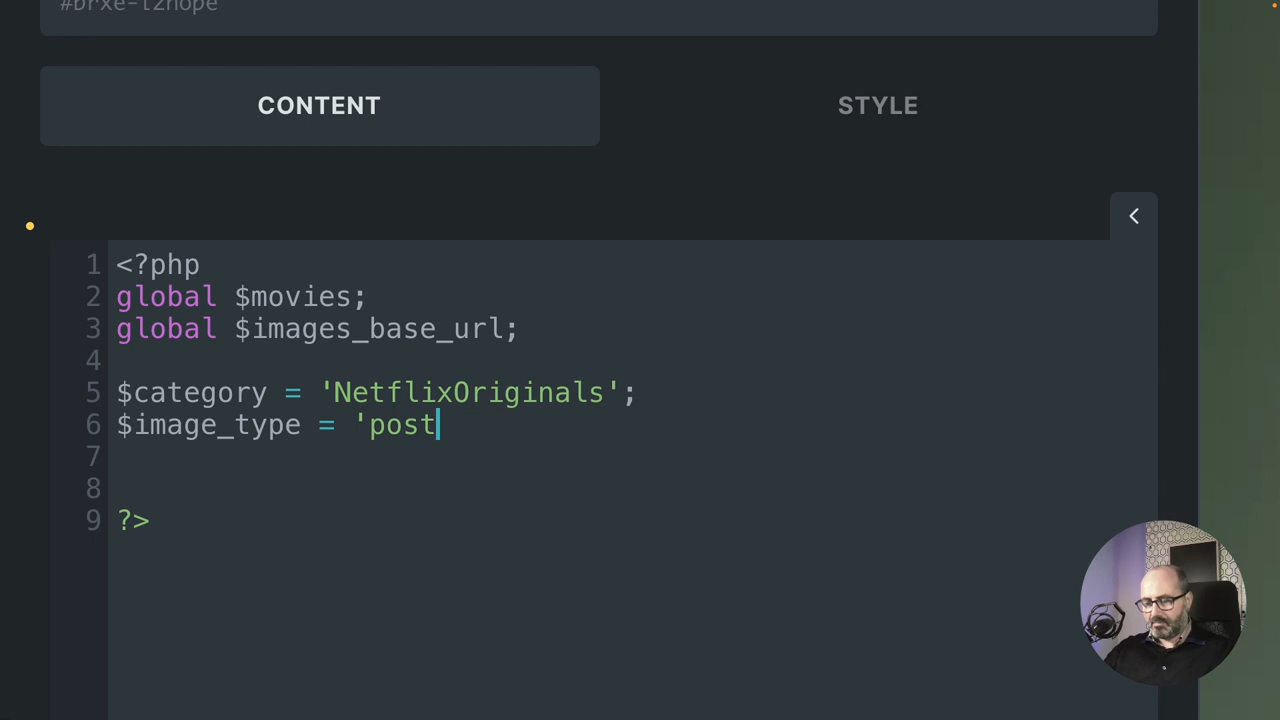 CONTENT
STYLE
1 <?php
2 global $movies;
3 global $images_base_url;
4
5 $category = 'NetflixOriginals';
6 $image_type = 'post
7
8
9 ?>